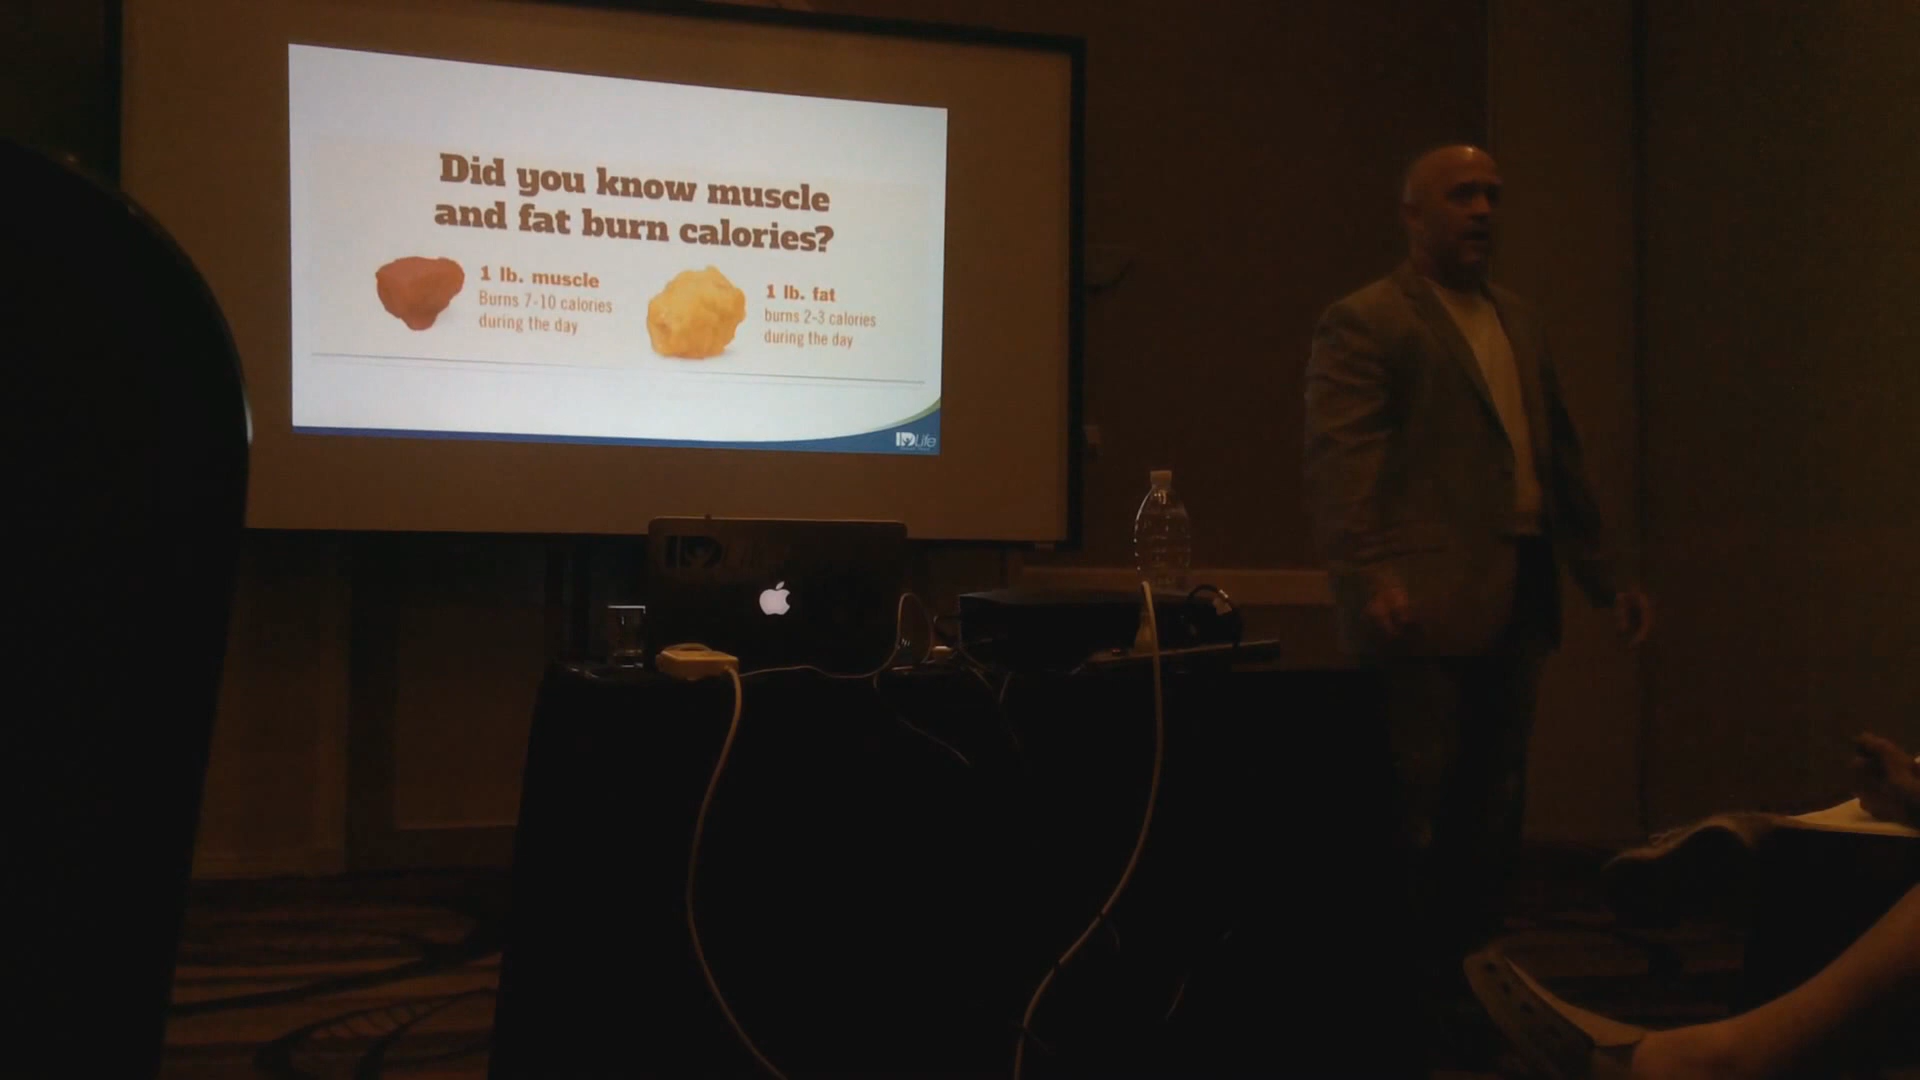 Did you know muscle
and fat burn calories?
1 lb. muscle
Burns 7-10 calories
during the day
1 lb. fat
burns 2-3 calories
during the day
IDLife